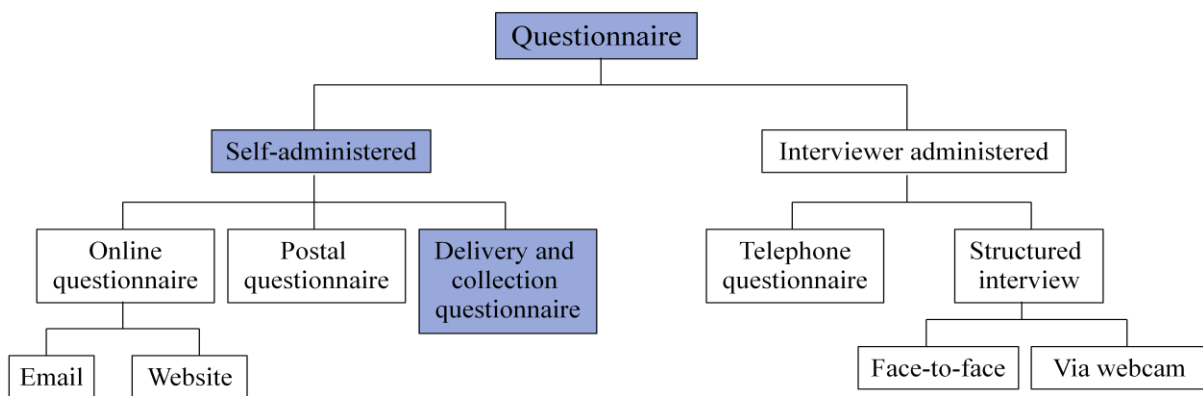 Questionnaire
Self-administered
Interviewer administered
Online
questionnaire
Postal
questionnaire
Delivery and
collection
questionnaire
Telephone
questionnaire
Structured
interview
Email
Website
Face-to-face
Via webcam